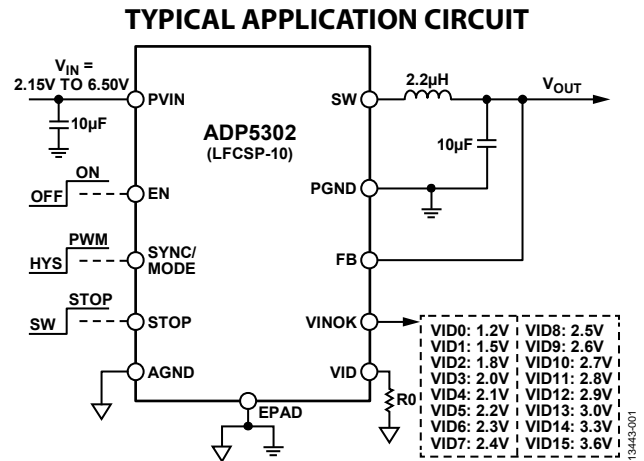 TYPICAL APPLICATION CIRCUIT
VIN =
2.15V TO 6.50V
10µF
PVIN
ADP5302
(LFCSP-10)
SW
2.2µH
VOUT
10µF
ON
OFF
EN
PGND
PWM
HYS
SYNC/
MODE
FB
STOP
SW
STOP
VINOK
AGND
VID
R0
EPAD
VID0: 1.2V VID8: 2.5V
VID1: 1.5V VID9: 2.6V
VID2: 1.8V VID10: 2.7V
VID3: 2.0V VID11: 2.8V
VID4: 2.1V VID12: 2.9V
VID5: 2.2V VID13: 3.0V
VID6: 2.3V VID14: 3.3V
VID7: 2.4V VID15: 3.6V
13443-001